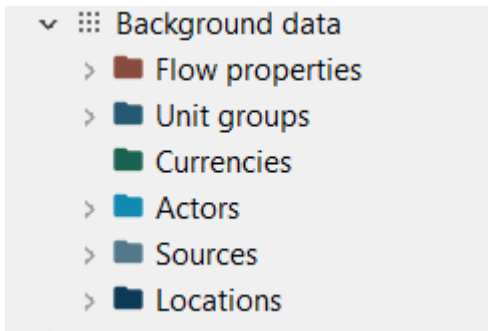 Background data
Flow properties
Unit groups
Currencies
Actors
Sources
Locations